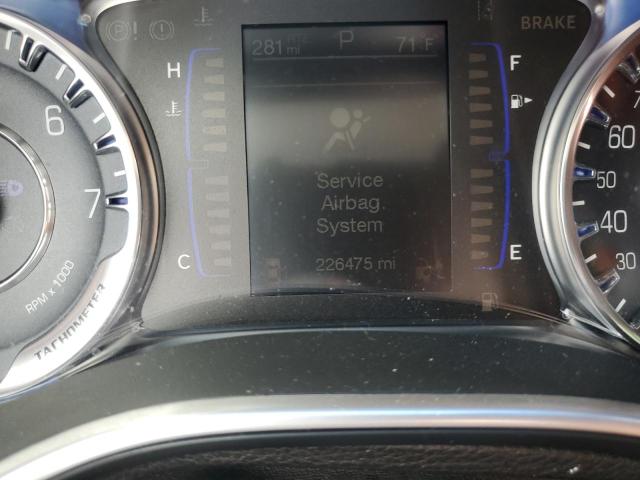 281 mi
P
71°F
BRAKE
H
F
C
E
Service
Airbag
System
226475 mi
6
7
RPM x 1000
TACHOMETER
60
50
40
30